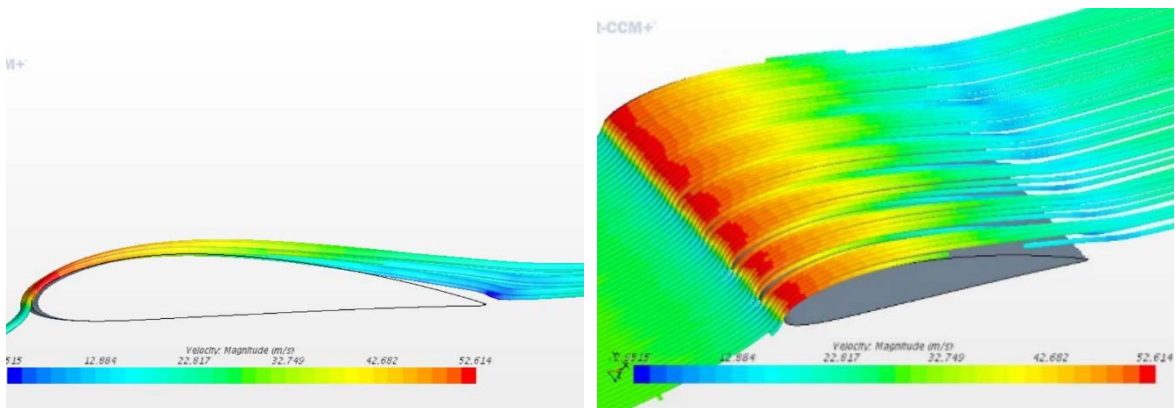 M+
R-CCM+
Velocity: Magnitude (m/s)
515 12.884 22.817 32.749 42.682 52.614
Velocity: Magnitude (m/s)
12.884 22.817 32.749 42.682 52.614